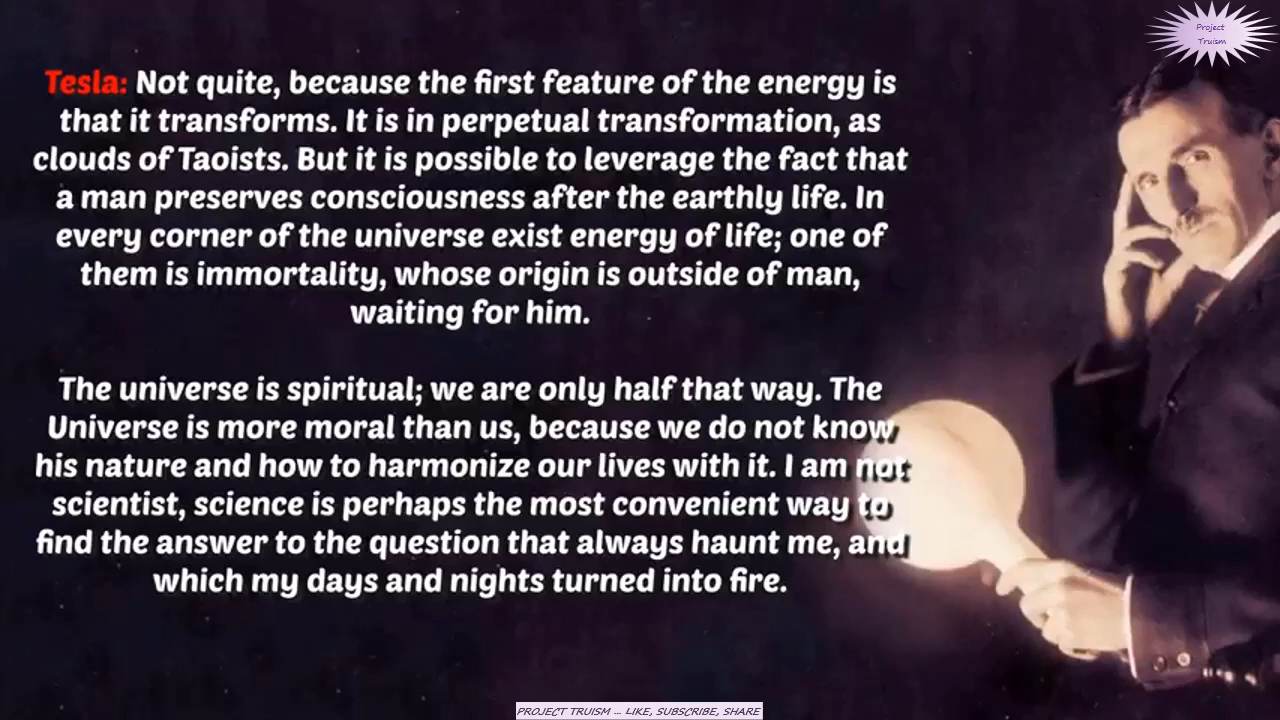 Project
Truism
Tesla: Not quite, because the first feature of the energy is
that it transforms. It is in perpetual transformation, as
clouds of Taoists. But it is possible to leverage the fact that
a man preserves consciousness after the earthly life. In
every corner of the universe exist energy of life; one of
them is immortality, whose origin is outside of man,
waiting for him.
The universe is spiritual; we are only half that way. The
Universe is more moral than us, because we do not know
his nature and how to harmonize our lives with it. I am not
scientist, science is perhaps the most convenient way to
find the answer to the question that always haunt me, and
which my days and nights turned into fire.
PROJECT TRUISM ... LIKE, SUBSCRIBE, SHARE